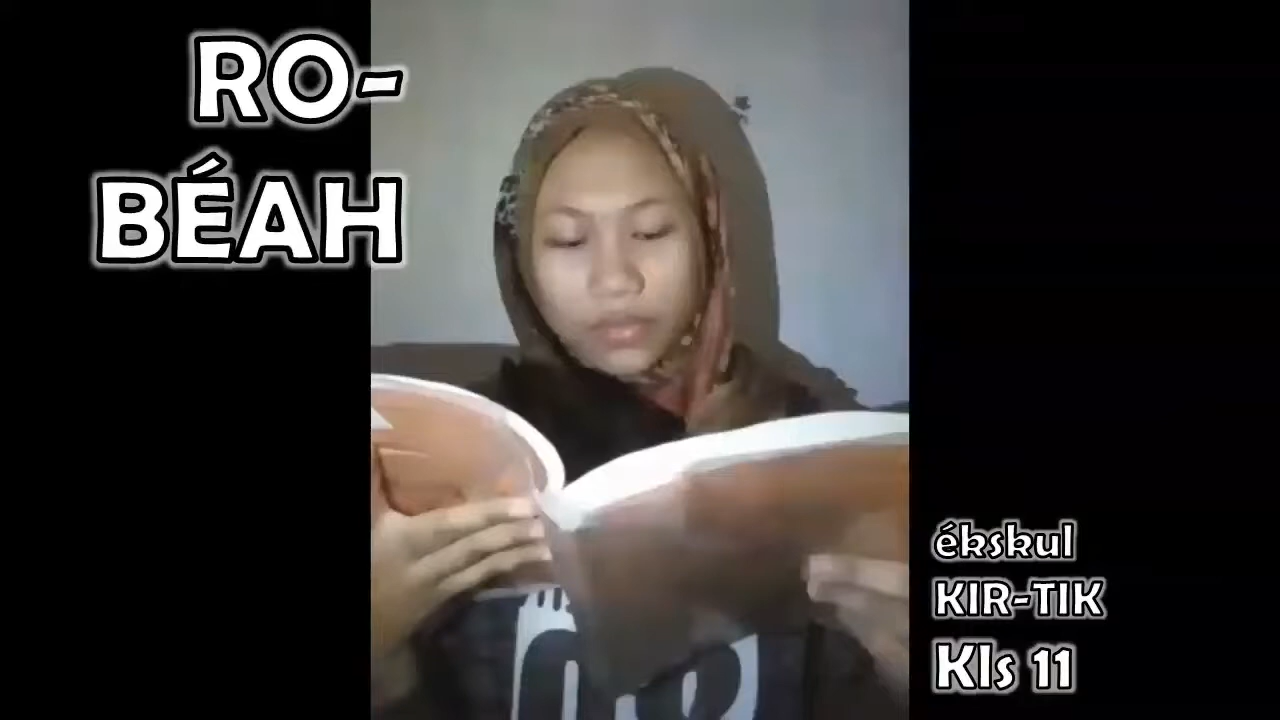 RO-
BÉAH
ékskul
KIR-TIK
Kls 11